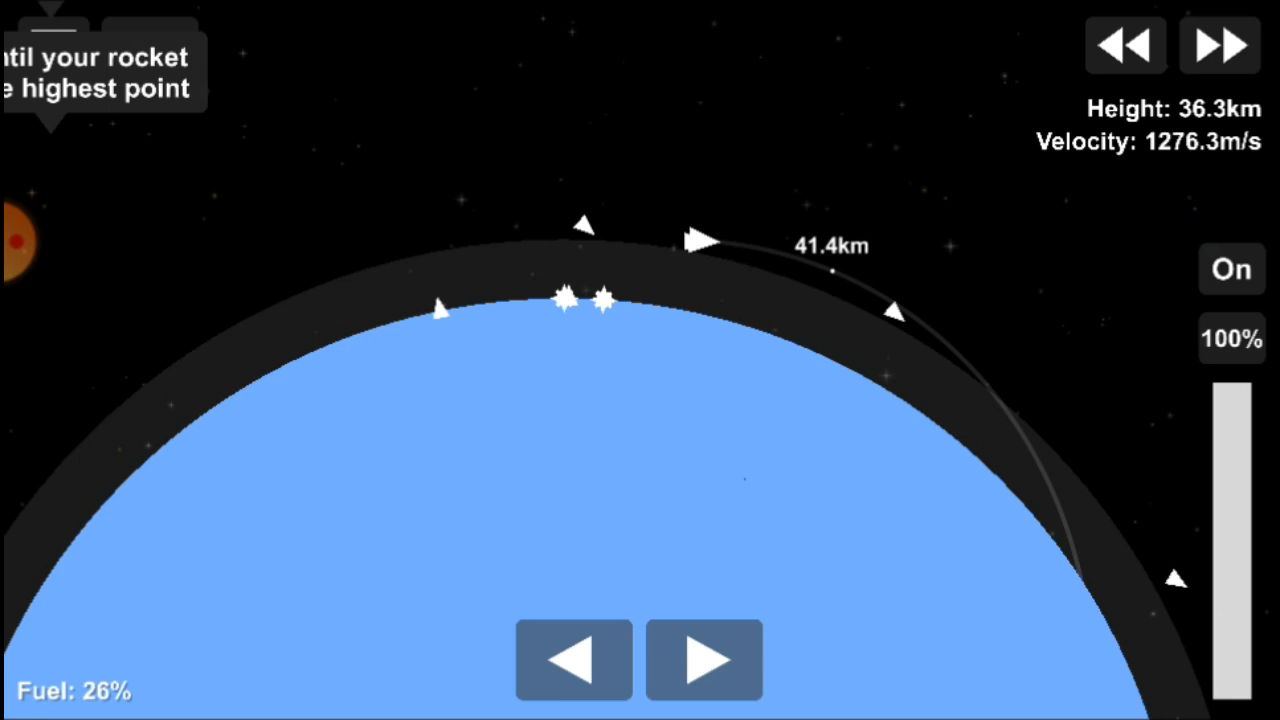 ntil your rocket
e highest point
Height: 36.3km
Velocity: 1276.3m/s
41.4km
On
100%
Fuel: 26%